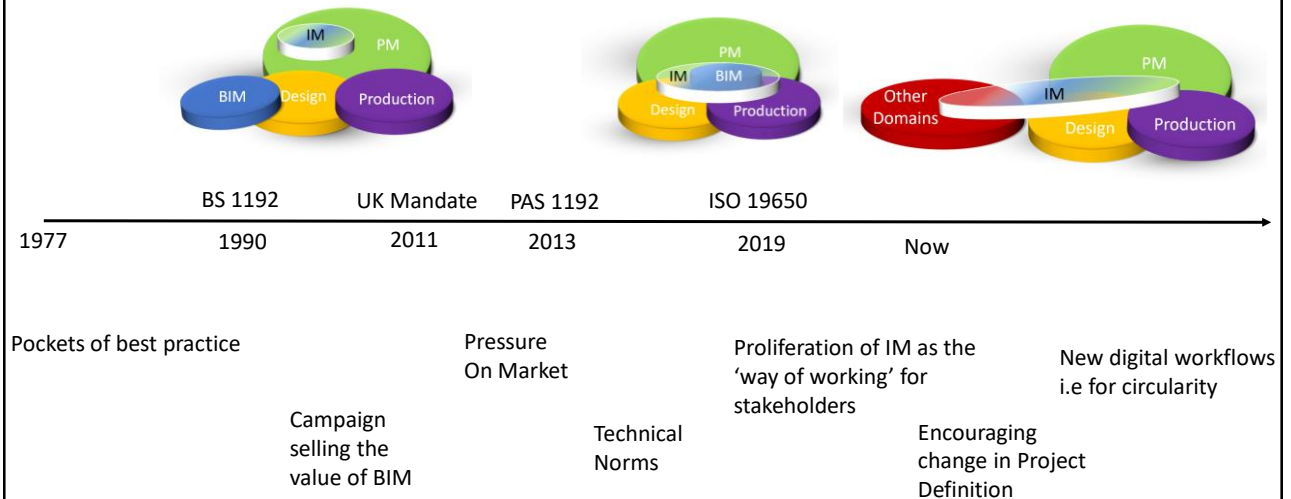 IM
PM
BIM
Design
Production
PM
IM
BIM
Design
Production
PM
IM
Other
Domains
Design
Production
BS 1192
UK Mandate
PAS 1192
ISO 19650
1977
1990
2011
2013
2019
Now
Pockets of best practice
Campaign
selling the
value of BIM
Pressure
On Market
Technical
Norms
Proliferation of IM as the
‘way of working’ for
stakeholders
Encouraging
change in Project
Definition
New digital workflows
i.e for circularity